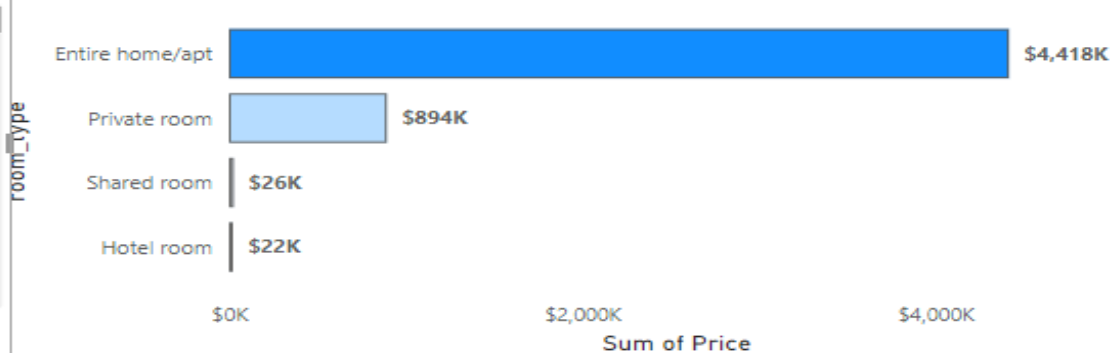 room_type
Entire home/apt $4,418K
Private room $894K
Shared room $26K
Hotel room $22K
$0K $2,000K $4,000K
Sum of Price